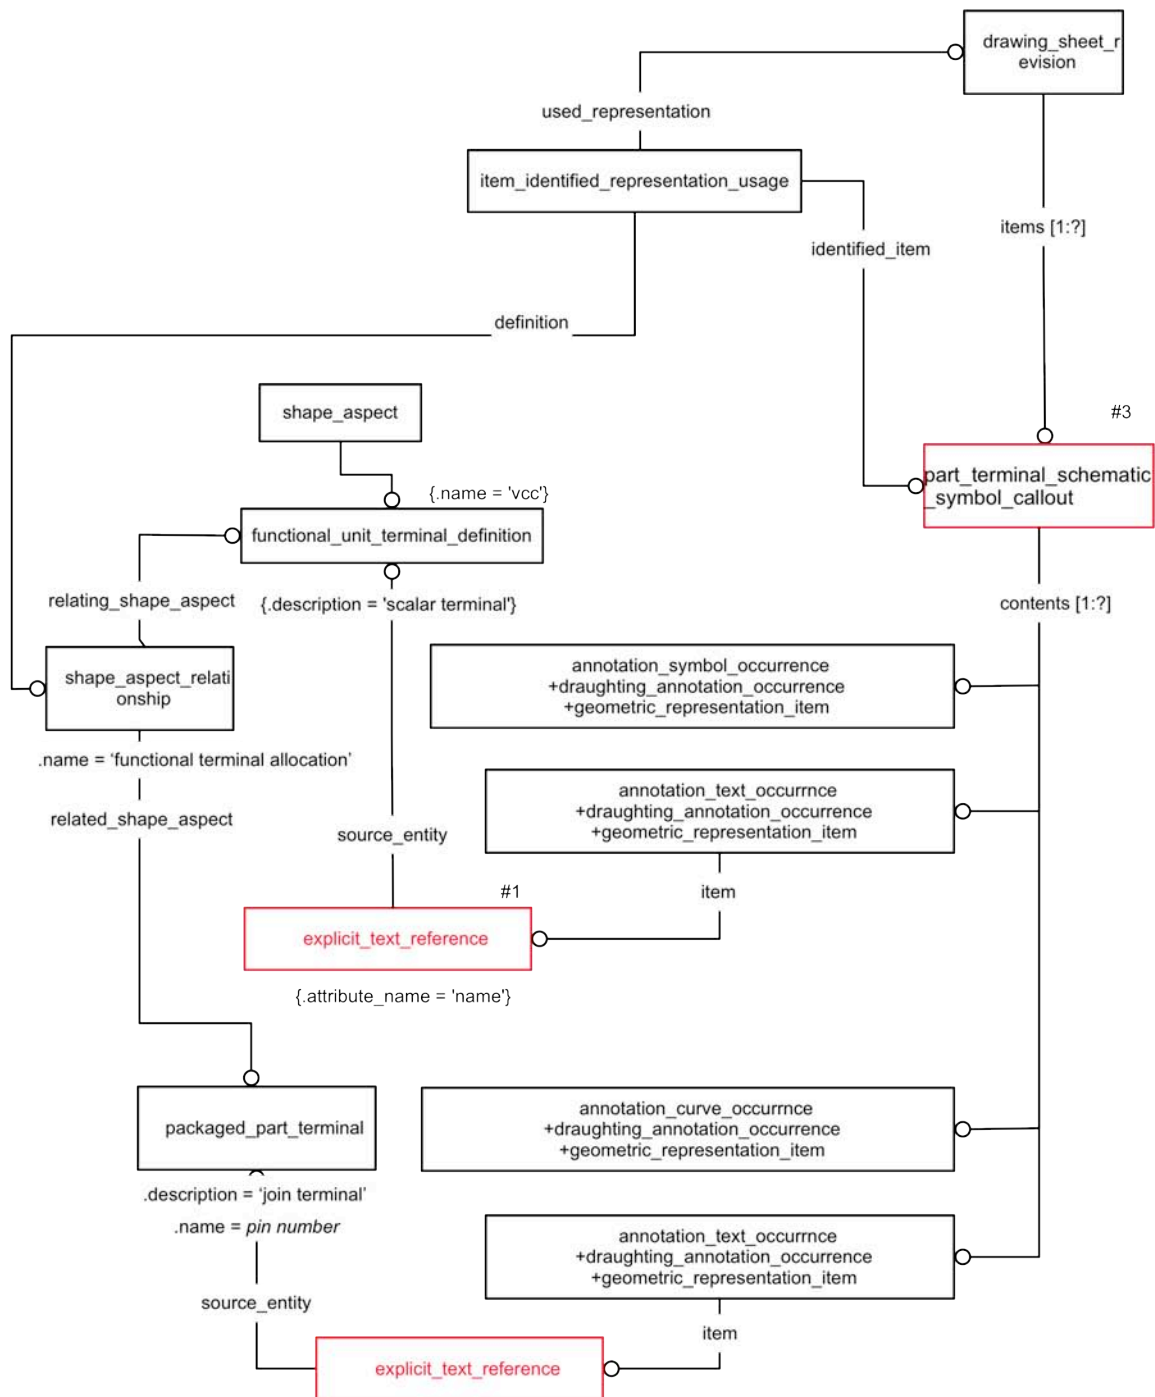 drawing_sheet_r
evision
used_representation
item_identified_representation_usage
items [1:?]
identified_item
definition
shape_aspect
#3
part_terminal_schematic
_symbol_callout
{.name = 'vcc'}
functional_unit_terminal_definition
relating_shape_aspect
{.description = 'scalar terminal'}
contents [1:?]
shape_aspect_relati
onship
annotation_symbol_occurrence
+draughting_annotation_occurrence
+geometric_representation_item
.name = ‘functional terminal allocation’
related_shape_aspect
annotation_text_occurrnce
+draughting_annotation_occurrence
+geometric_representation_item
source_entity
#1
item
explicit_text_reference
{.attribute_name = 'name'}
packaged_part_terminal
annotation_curve_occurrnce
+draughting_annotation_occurrence
+geometric_representation_item
.description = ‘join terminal’
.name = pin number
annotation_text_occurrnce
+draughting_annotation_occurrence
+geometric_representation_item
source_entity
item
explicit_text_reference